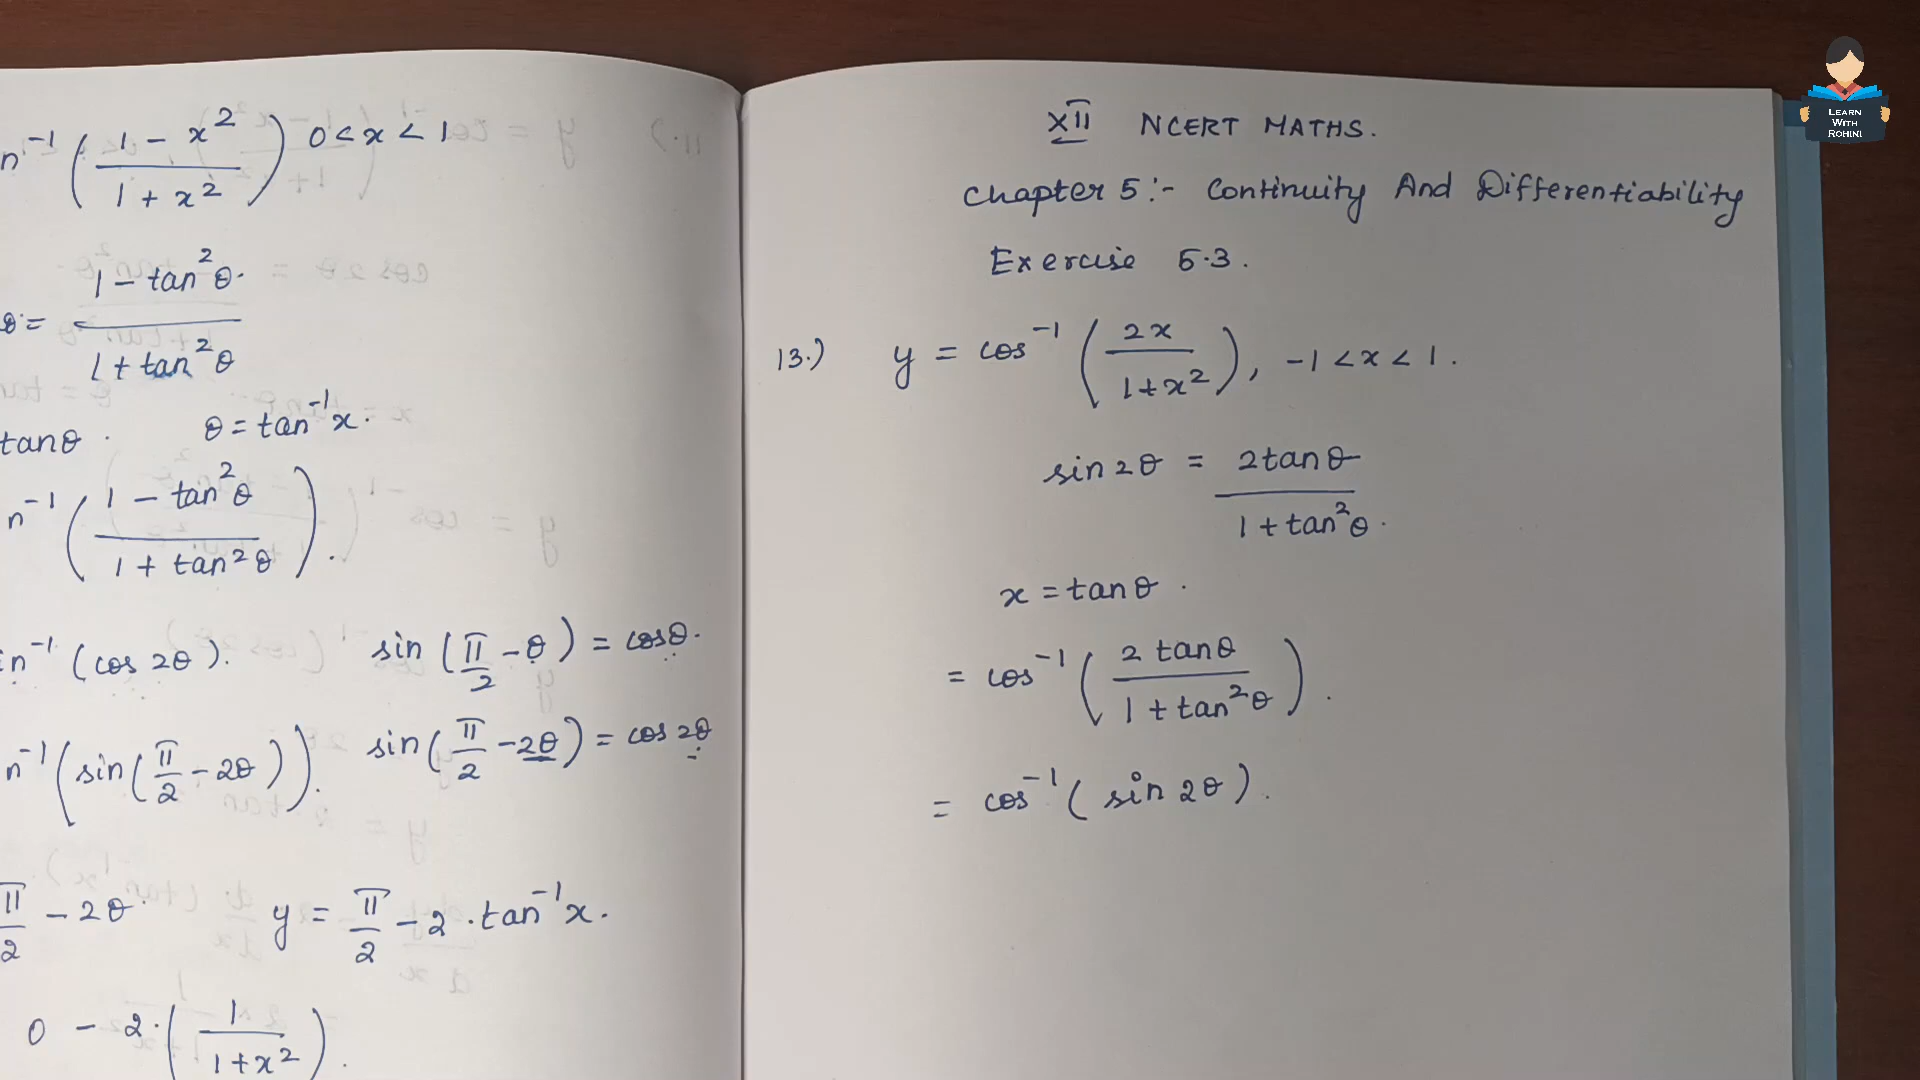 n⁻¹ ( (1 - x²) / (1 + x²) ) 0 < x < 1
θ = (1 - tan²θ) / (1 + tan²θ)
tanθ . θ = tan⁻¹x.
n⁻¹ ( (1 - tan²θ) / (1 + tan²θ) ) .
in⁻¹ (cos 2θ). sin (π/2 - θ) = cosθ.
n⁻¹ (sin (π/2 - 2θ)). sin (π/2 - 2θ) = cos 2θ
π/2 - 2θ. y = π/2 - 2 . tan⁻¹x.
0 - 2 . ( 1 / (1 + x²) ) .
XII NCERT MATHS.
Chapter 5 :- Continuity And Differentiability
Exercise 5.3.
13.) y = cos⁻¹ ( 2x / (1+x²) ), -1 < x < 1.
sin 2θ = 2tanθ / (1 + tan²θ) .
x = tanθ .
= cos⁻¹ ( 2 tanθ / (1 + tan²θ) ) .
= cos⁻¹ ( sin 2θ ) .
LEARN
WITH
ROHINI